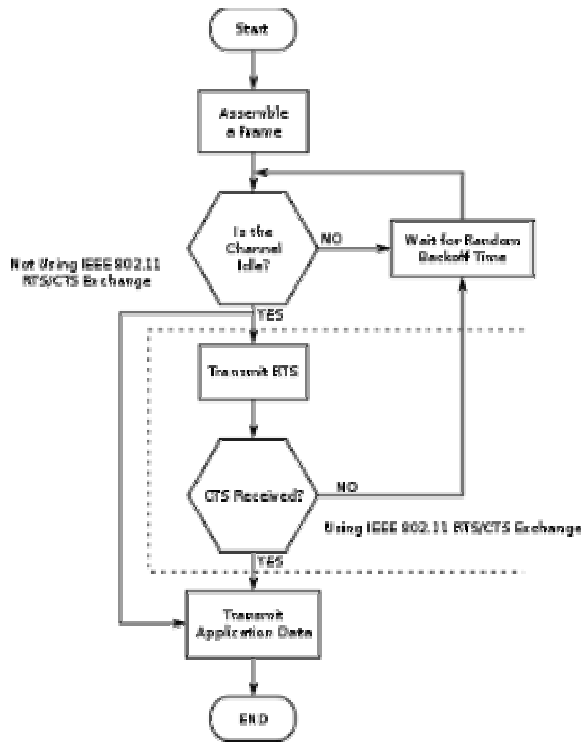 Start
Assemble
a Frame
Is the
Channel
Idle?
NO
Wait for Random
Backoff Time
Not Using IEEE 802.11
RTS/CTS Exchange
YES
Transmit RTS
CTS Received?
NO
Using IEEE 802.11 RTS/CTS Exchange
YES
Transmit
Application Data
END